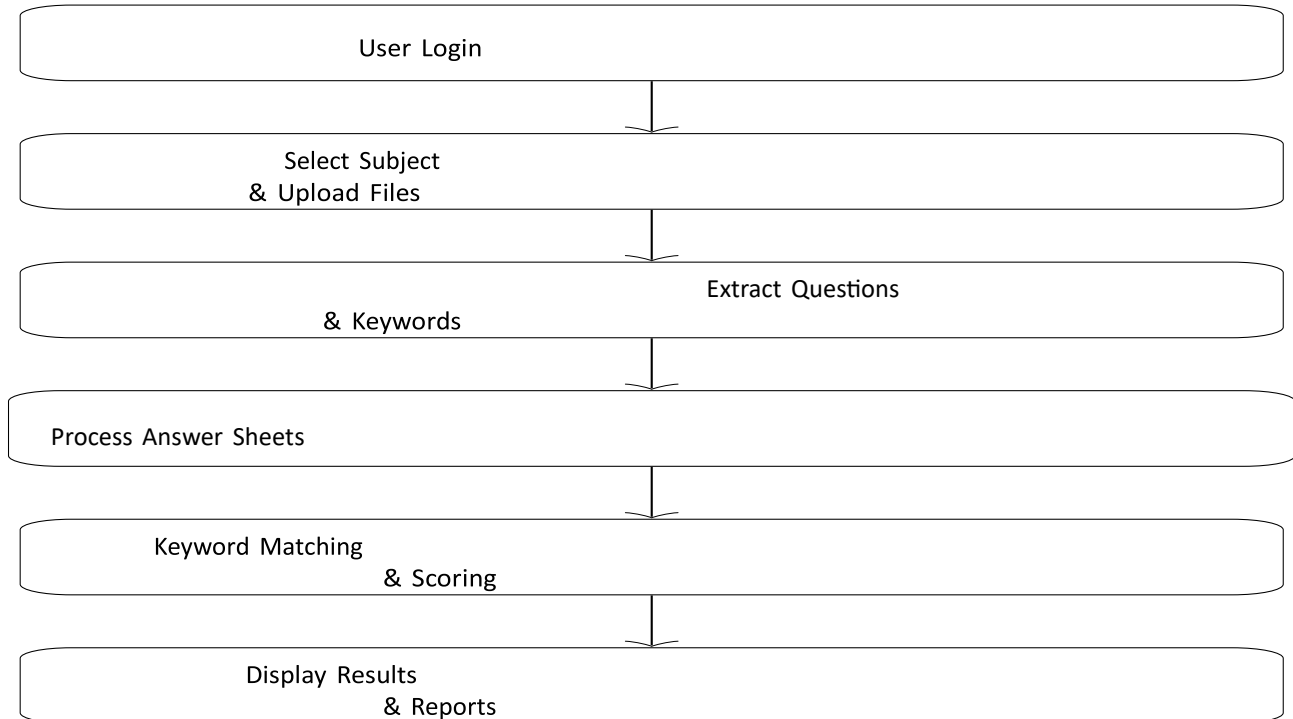 User Login
Select Subject
& Upload Files
Extract Questions
& Keywords
Process Answer Sheets
Keyword Matching
& Scoring
Display Results
& Reports